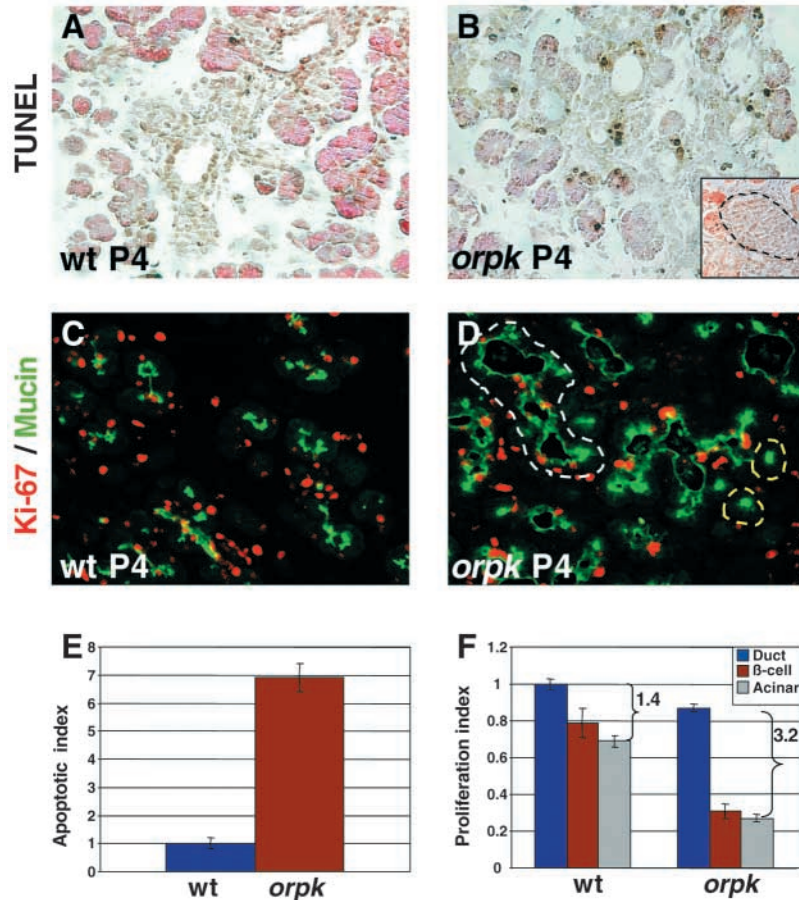 TUNEL
A
wt P4
B
orpk P4
Ki-67 / Mucin
C
wt P4
D
orpk P4
E
Apoptotic index
8
7
6
5
4
3
2
1
0
wt
orpk
F
Proliferation index
1.2
1
0.8
0.6
0.4
0.2
0
Duct
ß-cell
Acinar
1.4
3.2
wt
orpk